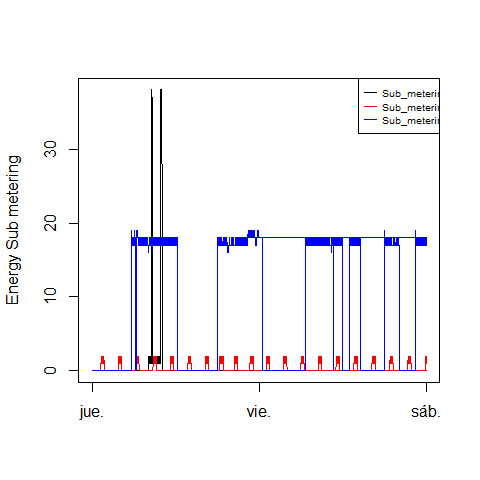 Energy Sub metering
0
10
20
30
Sub_meterin
Sub_meterin
Sub_meterin
jue.
vie.
sáb.